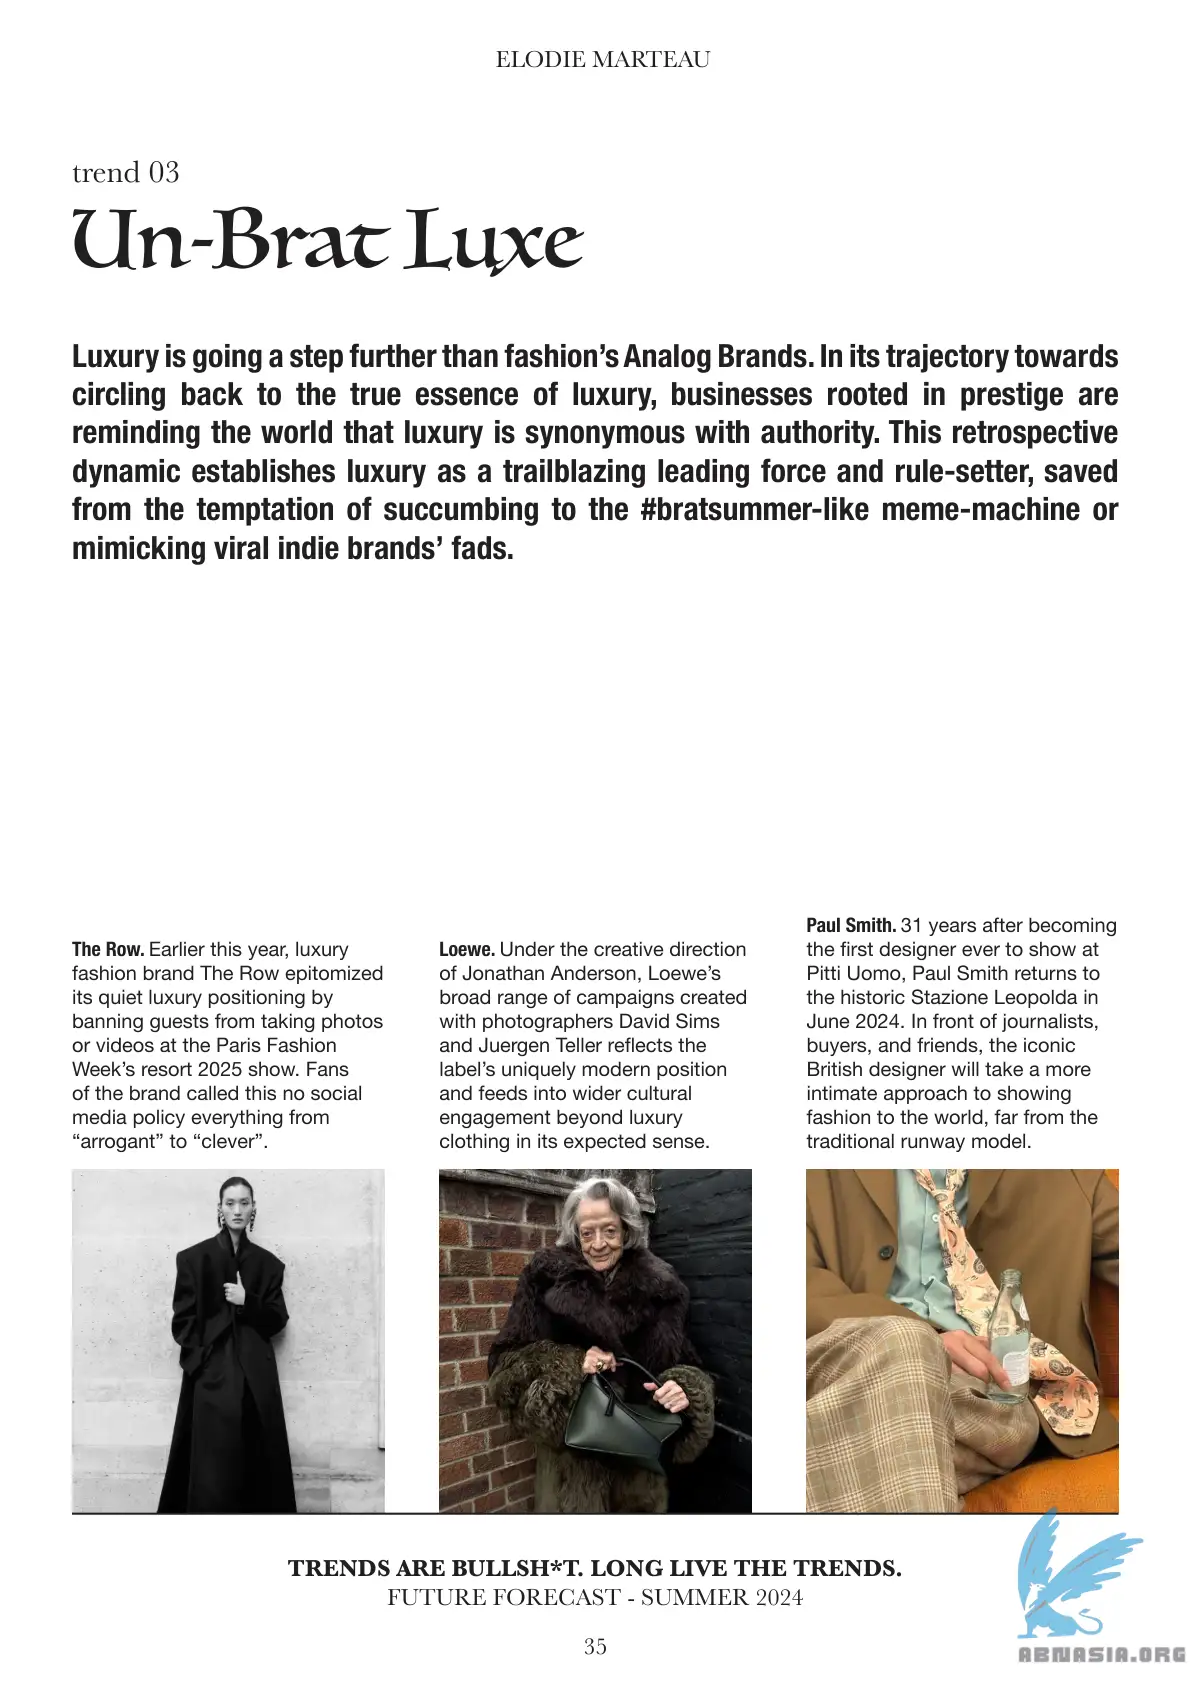 ELODIE MARTEAU
trend 03
Un-Brat Luxe
Luxury is going a step further than fashion’s Analog Brands. In its trajectory towards
circling back to the true essence of luxury, businesses rooted in prestige are
reminding the world that luxury is synonymous with authority. This retrospective
dynamic establishes luxury as a trailblazing leading force and rule-setter, saved
from the temptation of succumbing to the #bratsummer-like meme-machine or
mimicking viral indie brands’ fads.
The Row. Earlier this year, luxury
fashion brand The Row epitomized
its quiet luxury positioning by
banning guests from taking photos
or videos at the Paris Fashion
Week’s resort 2025 show. Fans
of the brand called this no social
media policy everything from
“arrogant” to “clever”.
Loewe. Under the creative direction
of Jonathan Anderson, Loewe’s
broad range of campaigns created
with photographers David Sims
and Juergen Teller reflects the
label’s uniquely modern position
and feeds into wider cultural
engagement beyond luxury
clothing in its expected sense.
Paul Smith. 31 years after becoming
the first designer ever to show at
Pitti Uomo, Paul Smith returns to
the historic Stazione Leopolda in
June 2024. In front of journalists,
buyers, and friends, the iconic
British designer will take a more
intimate approach to showing
fashion to the world, far from the
traditional runway model.
TRENDS ARE BULLSH*T. LONG LIVE THE TRENDS.
FUTURE FORECAST - SUMMER 2024
35
ABNASIA.ORG